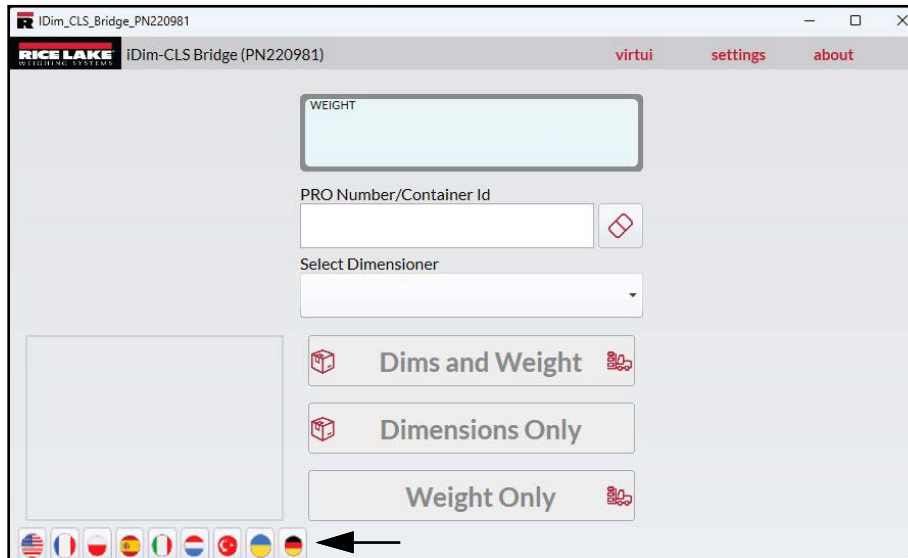 IDim_CLS_Bridge_PN220981
RICE LAKE
WEIGHING SYSTEMS
iDim-CLS Bridge (PN220981)
virtui
settings
about
WEIGHT
PRO Number/Container Id
Select Dimensioner
Dims and Weight
Dimensions Only
Weight Only